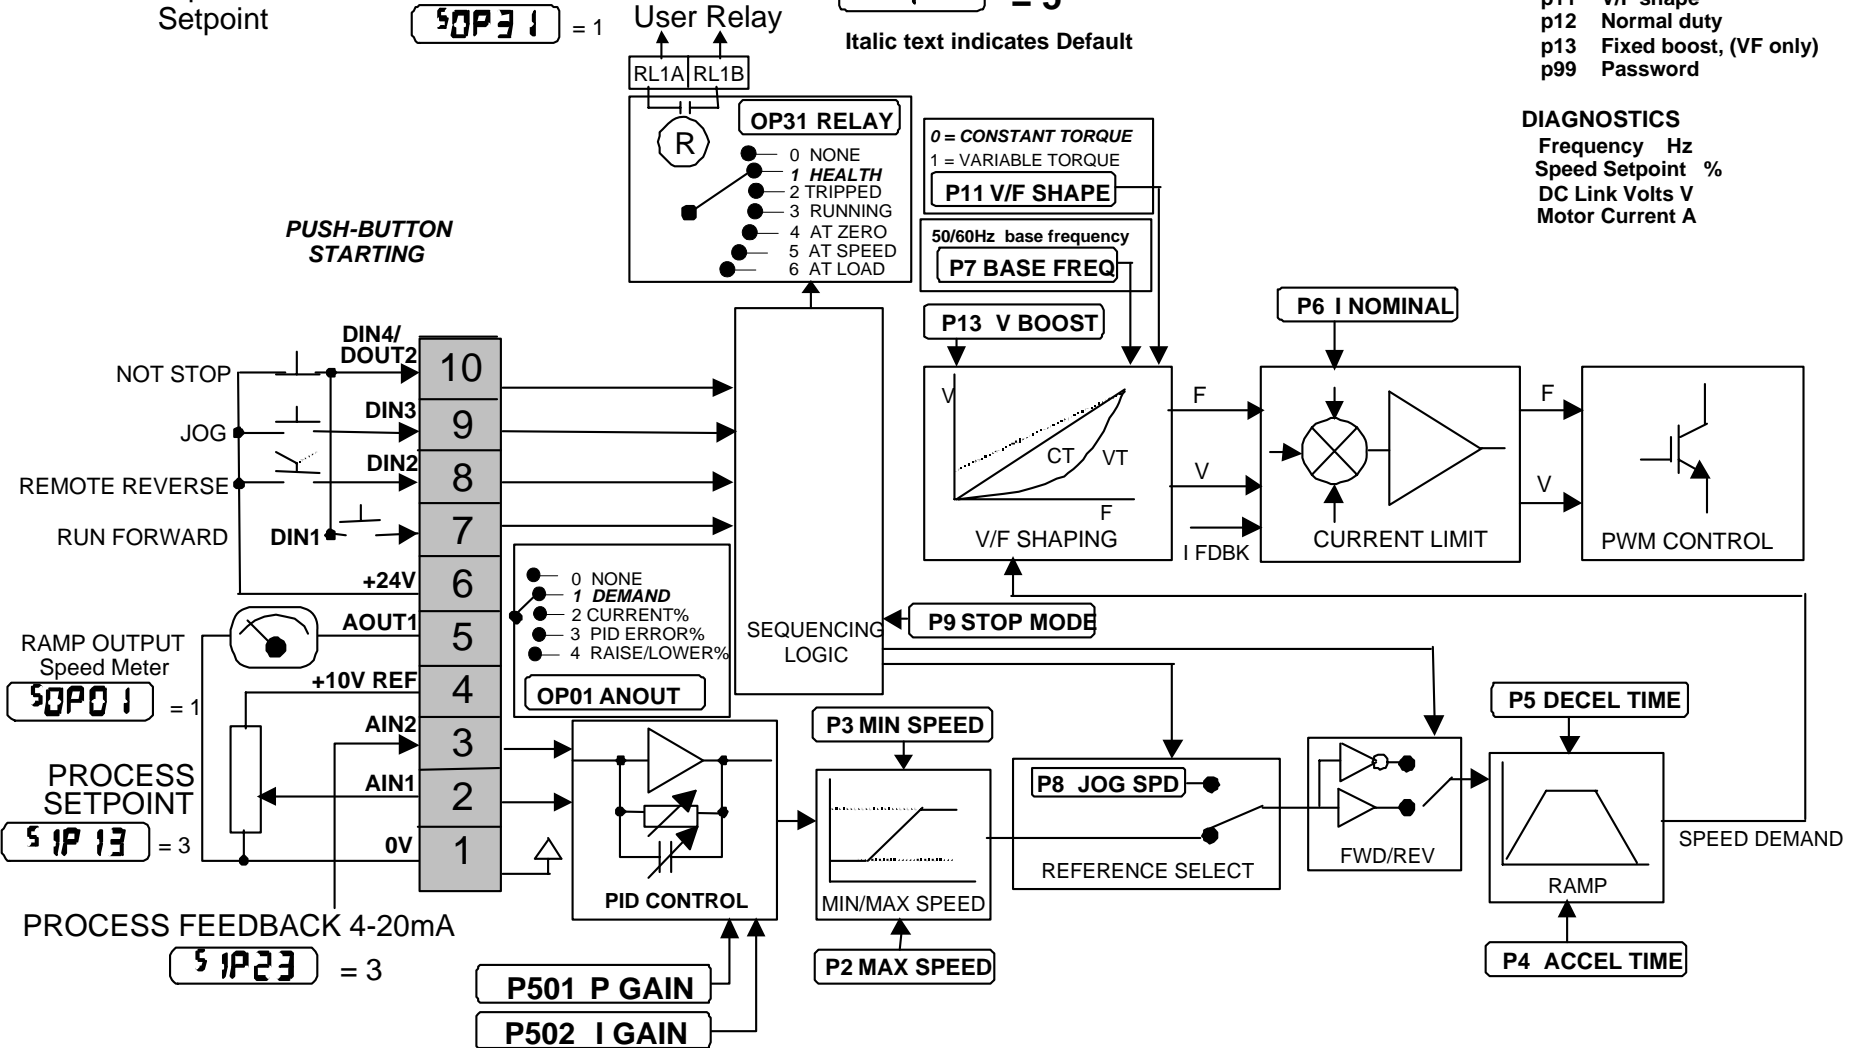 Setpoint
SOP31 = 1
User Relay
Italic text indicates Default
p12 Normal duty
p13 Fixed boost, (VF only)
p99 Password
DIAGNOSTICS
Frequency Hz
Speed Setpoint %
DC Link Volts V
Motor Current A
RL1A RL1B
R
OP31 RELAY
0 NONE
1 HEALTH
2 TRIPPED
3 RUNNING
4 AT ZERO
5 AT SPEED
6 AT LOAD
0 = CONSTANT TORQUE
1 = VARIABLE TORQUE
P11 V/F SHAPE
50/60Hz base frequency
P7 BASE FREQ
P13 V BOOST
P6 I NOMINAL
PUSH-BUTTON
STARTING
NOT STOP
DIN4/
DOUT2
10
JOG
DIN3
9
REMOTE REVERSE
DIN2
8
RUN FORWARD
DIN1
7
+24V
6
RAMP OUTPUT
Speed Meter
SOP01 = 1
AOUT1
5
+10V REF
4
AIN2
3
PROCESS
SETPOINT
SIP13 = 3
AIN1
2
0V
1
PROCESS FEEDBACK 4-20mA
SIP23 = 3
0 NONE
1 DEMAND
2 CURRENT%
3 PID ERROR%
4 RAISE/LOWER%
OP01 ANOUT
SEQUENCING
LOGIC
P9 STOP MODE
V
CT VT
F
V/F SHAPING
F
V
I FDBK
CURRENT LIMIT
F
V
PWM CONTROL
PID CONTROL
P501 P GAIN
P502 I GAIN
P3 MIN SPEED
MIN/MAX SPEED
P2 MAX SPEED
P8 JOG SPD
REFERENCE SELECT
FWD/REV
P5 DECEL TIME
RAMP
P4 ACCEL TIME
SPEED DEMAND